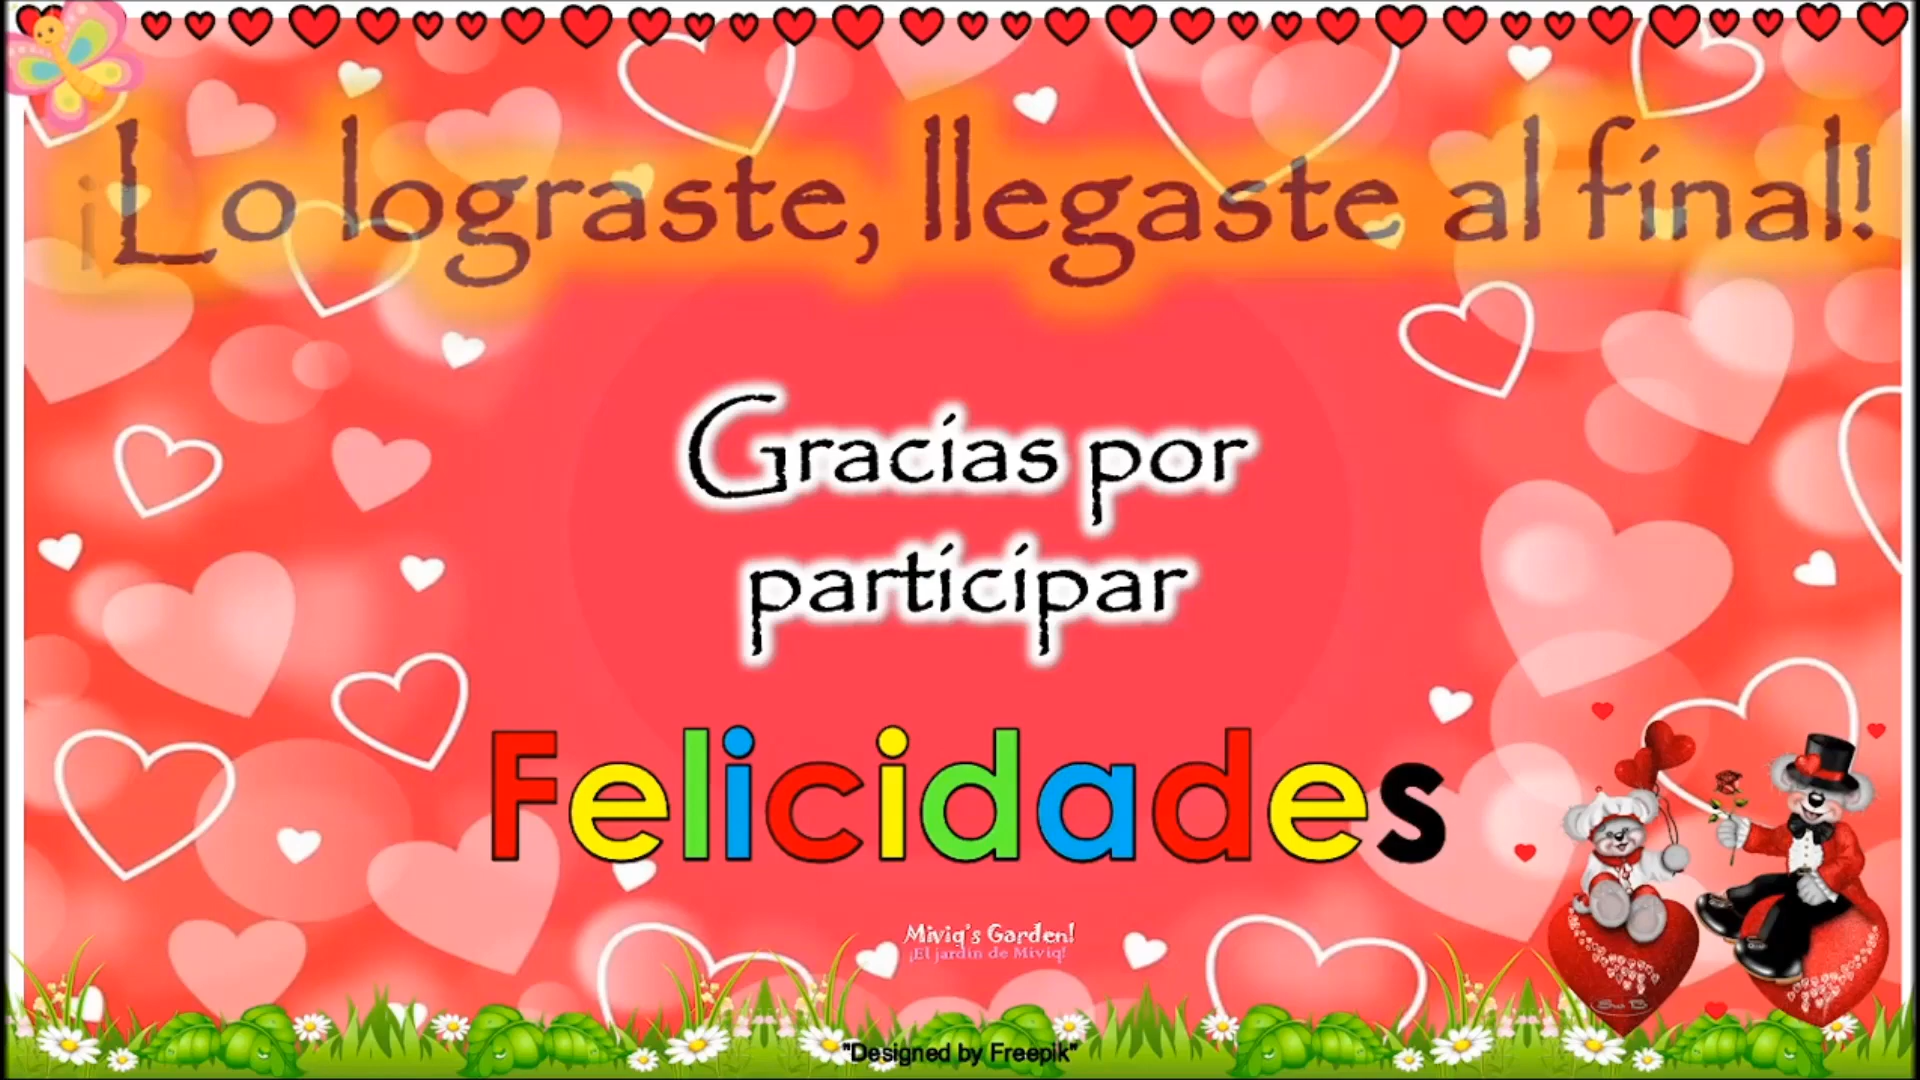 ¡Lo lograste, llegaste al final!
Gracias por
participar
Felicidades
Miviq's Garden!
¡El jardín de Miviq!
"Designed by Freepik"